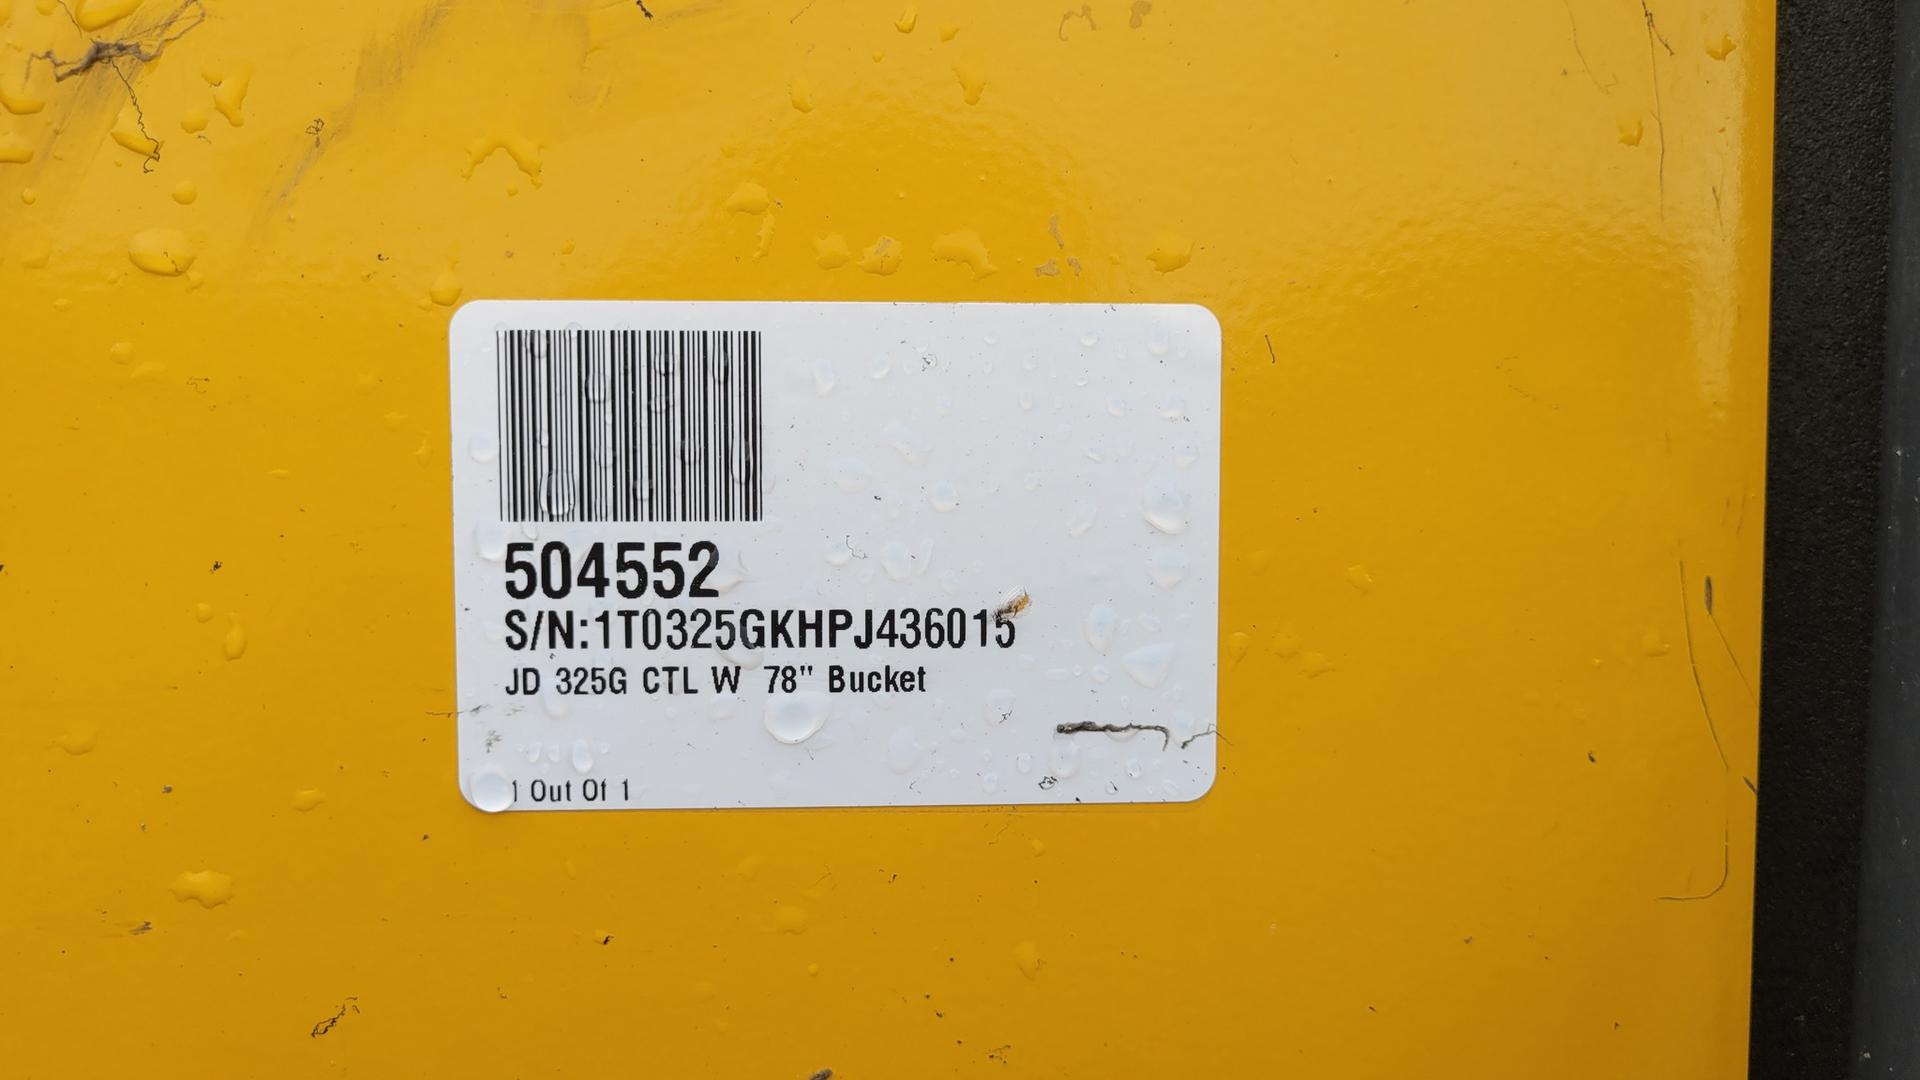 504552
S/N:1T0325GKHPJ436015
JD 325G CTL W 78" Bucket
1 Out Of 1